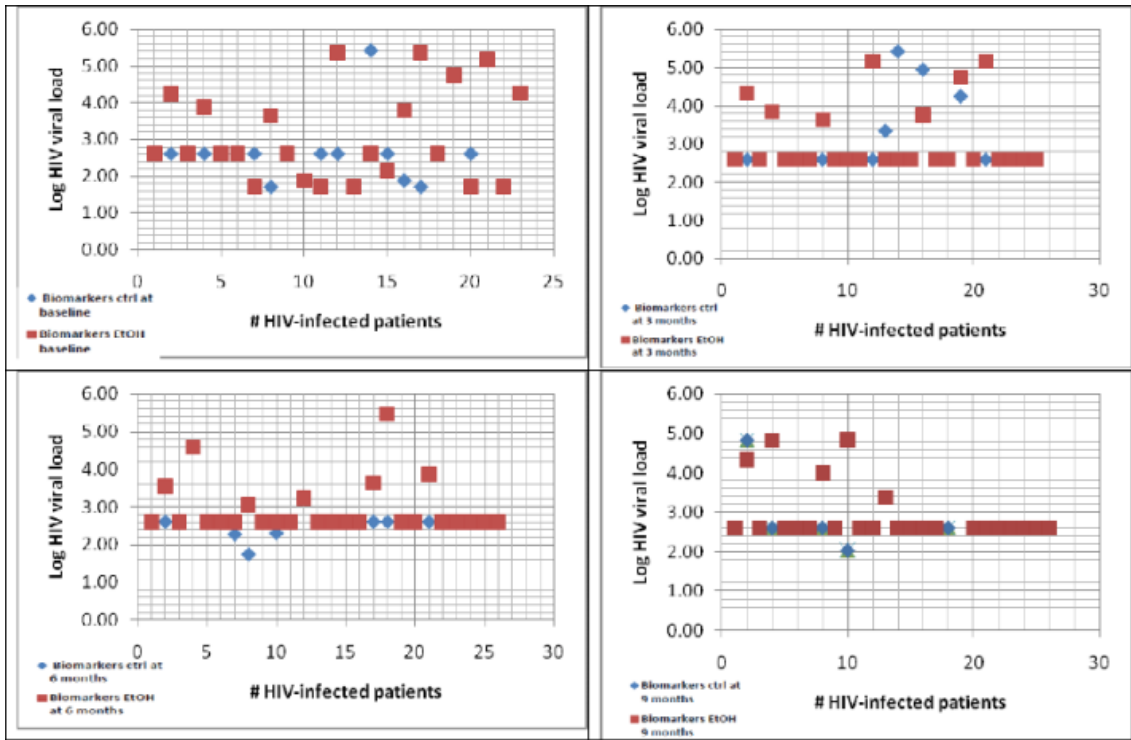 6.00
5.00
4.00
3.00
2.00
1.00
0.00
Log HIV viral load
0 5 10 15 20 25
# HIV-infected patients
Biomarkers ctrl at
baseline
Biomarkers EtOH
baseline
6.00
5.00
4.00
3.00
2.00
1.00
0.00
Log HIV viral load
0 10 20 30
# HIV-infected patients
Biomarkers ctrl
at 3 months
Biomarkers EtOH
at 3 months
6.00
5.00
4.00
3.00
2.00
1.00
0.00
Log HIV viral load
0 5 10 15 20 25 30
# HIV-infected patients
Biomarkers ctrl at
6 months
Biomarkers EtOH
at 6 months
6.00
5.00
4.00
3.00
2.00
1.00
0.00
Log HIV viral load
0 10 20 30
# HIV-infected patients
Biomarkers ctrl at
9 months
Biomarkers EtOH
9 months